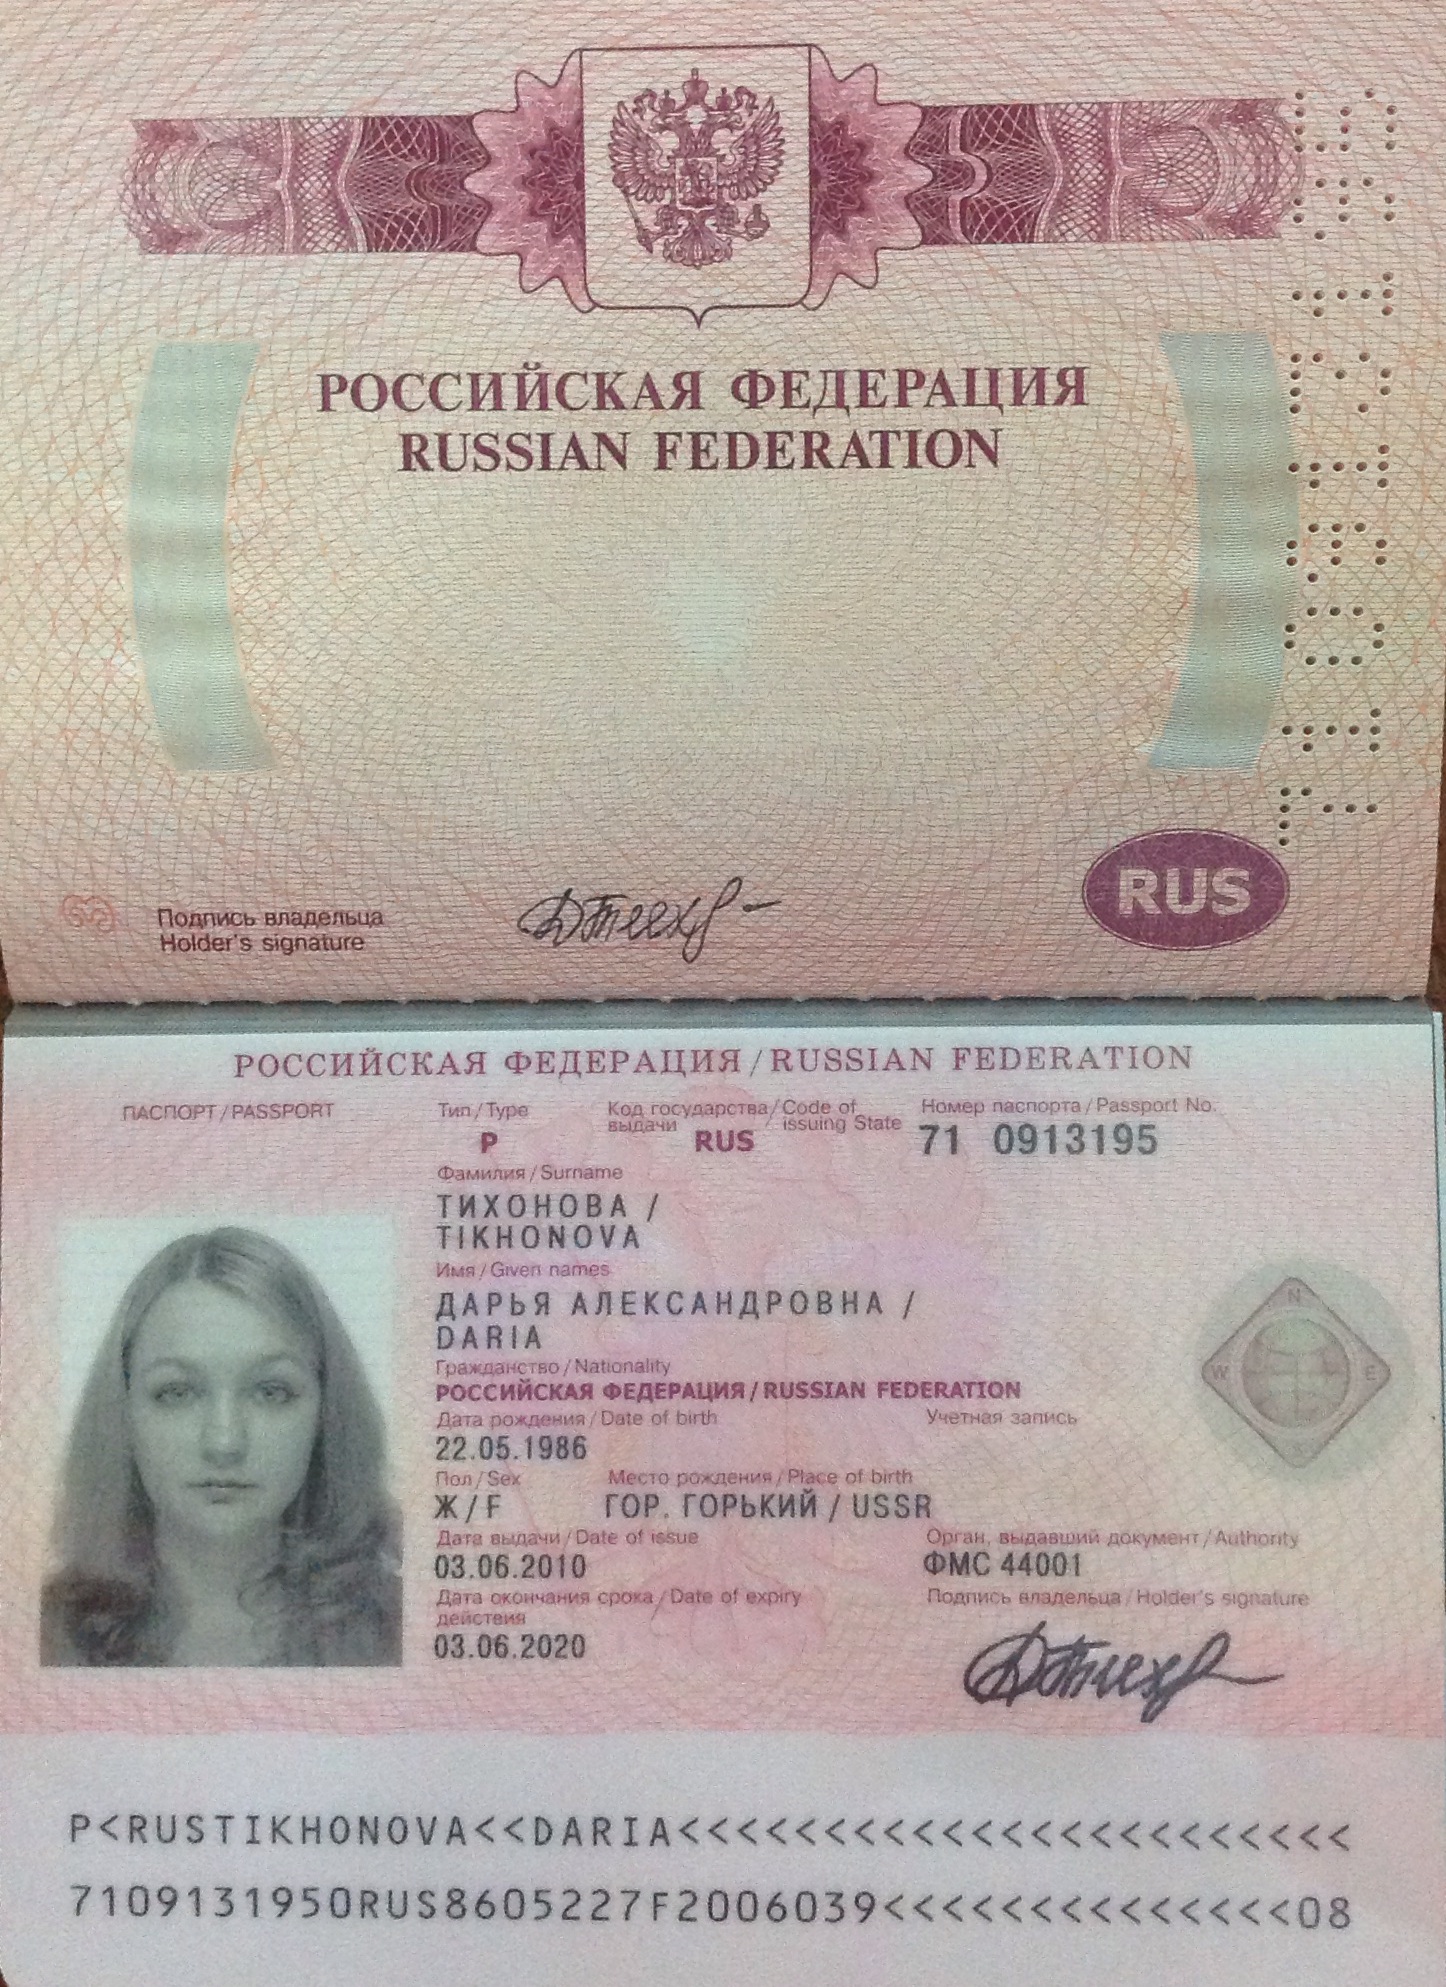 РОССИЙСКАЯ ФЕДЕРАЦИЯ
RUSSIAN FEDERATION
RUS
Подпись владельца
Holder's signature
РОССИЙСКАЯ ФЕДЕРАЦИЯ / RUSSIAN FEDERATION
ПАСПОРТ / PASSPORT
Тип / Type
P
Код государства / Code of
выдачи / issuing State
RUS
Номер паспорта / Passport No.
71 0913195
Фамилия / Surname
ТИХОНОВА /
TIKHONOVA
Имя / Given names
ДАРЬЯ АЛЕКСАНДРОВНА /
DARIA
Гражданство / Nationality
РОССИЙСКАЯ ФЕДЕРАЦИЯ / RUSSIAN FEDERATION
Дата рождения / Date of birth
Учетная запись
22.05.1986
Пол / Sex
Место рождения / Place of birth
Ж / F
ГОР. ГОРЬКИЙ / USSR
Дата выдачи / Date of issue
Орган, выдавший документ / Authority
03.06.2010
ФМС 44001
Дата окончания срока / Date of expiry
действия
Подпись владельца / Holder's signature
03.06.2020
N
W
E
P<RUSTIKHONOVA<<DARIA<<<<<<<<<<<<<<<<<<<<<<<
7109131950RUS8605227F2006039<<<<<<<<<<<<<<08